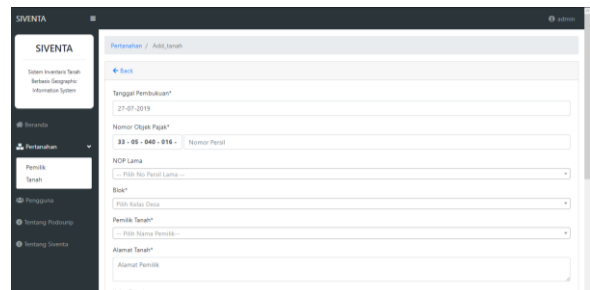 SIVENTA
admin
SIVENTA
Sistem Inventaris Tanah
Berbasis Geographic
Information System
Beranda
Pertanahan
Pemilik
Tanah
Pengguna
Tentang Podourip
Tentang Siventa
Pertanahan / Add_tanah
Back
Tanggal Pembukuan*
27-07-2019
Nomor Objek Pajak*
33 - 05 - 040 - 016 - Nomor Persil
NOP Lama
-- Pilih No Persil Lama --
Blok*
Pilih Kelas Desa
Pemilik Tanah*
-- Pilih Nama Pemilik--
Alamat Tanah*
Alamat Pemilik